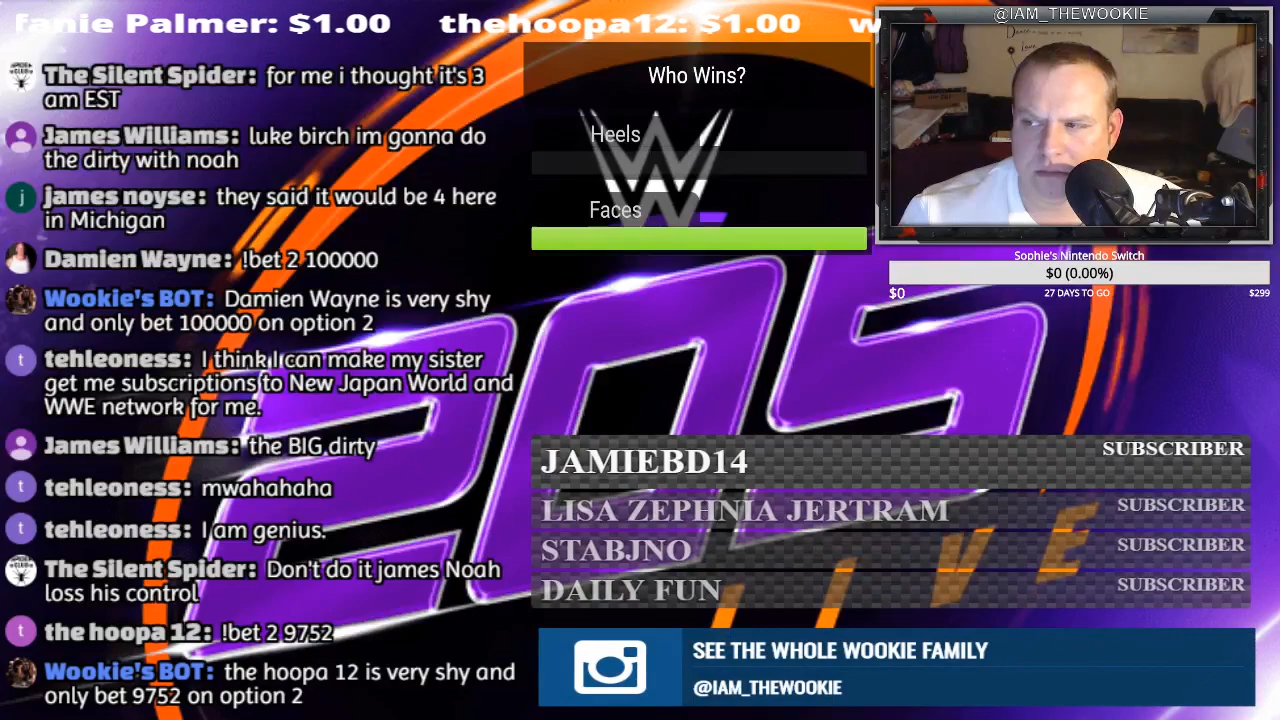 fanie Palmer: $1.00 thehoopa12: $1.00 w
The Silent Spider: for me i thought it's 3
am EST
James Williams: luke birch im gonna do
the dirty with noah
james noyse: they said it would be 4 here
in Michigan
Damien Wayne: !bet 2 100000
Wookie's BOT: Damien Wayne is very shy
and only bet 100000 on option 2
tehleoness: I think I can make my sister
get me subscriptions to New Japan World and
WWE network for me.
James Williams: the BIG dirty
tehleoness: mwahahaha
tehleoness: I am genius.
The Silent Spider: Don't do it james Noah
loss his control
the hoopa 12: !bet 2 9752
Wookie's BOT: the hoopa 12 is very shy and
only bet 9752 on option 2
Who Wins?
Heels
Faces
@IAM_THEWOOKIE
Sophie's Nintendo Switch
$0 (0.00%)
$0 27 DAYS TO GO $299
205
LIVE
JAMIEBD14 SUBSCRIBER
LISA ZEPHNIA JERTRAM SUBSCRIBER
STABJNO SUBSCRIBER
DAILY FUN SUBSCRIBER
SEE THE WHOLE WOOKIE FAMILY
@IAM_THEWOOKIE